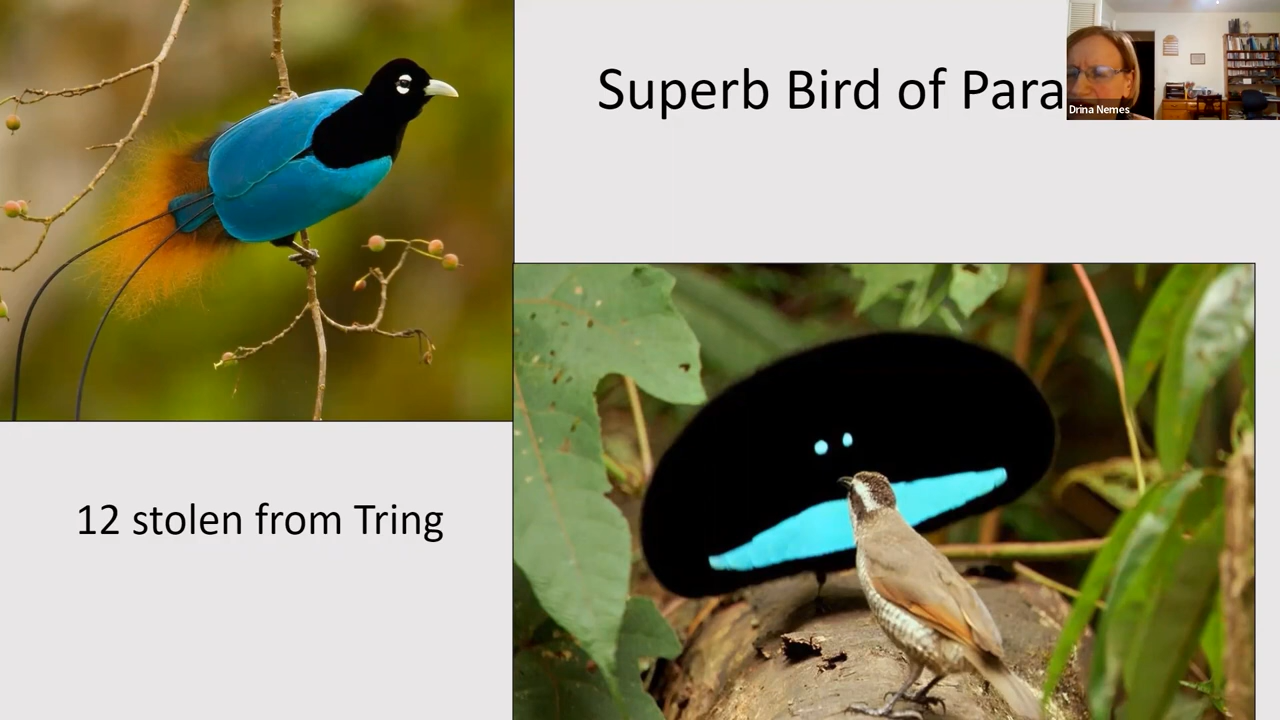 Superb Bird of Para
Drina Nemes
12 stolen from Tring